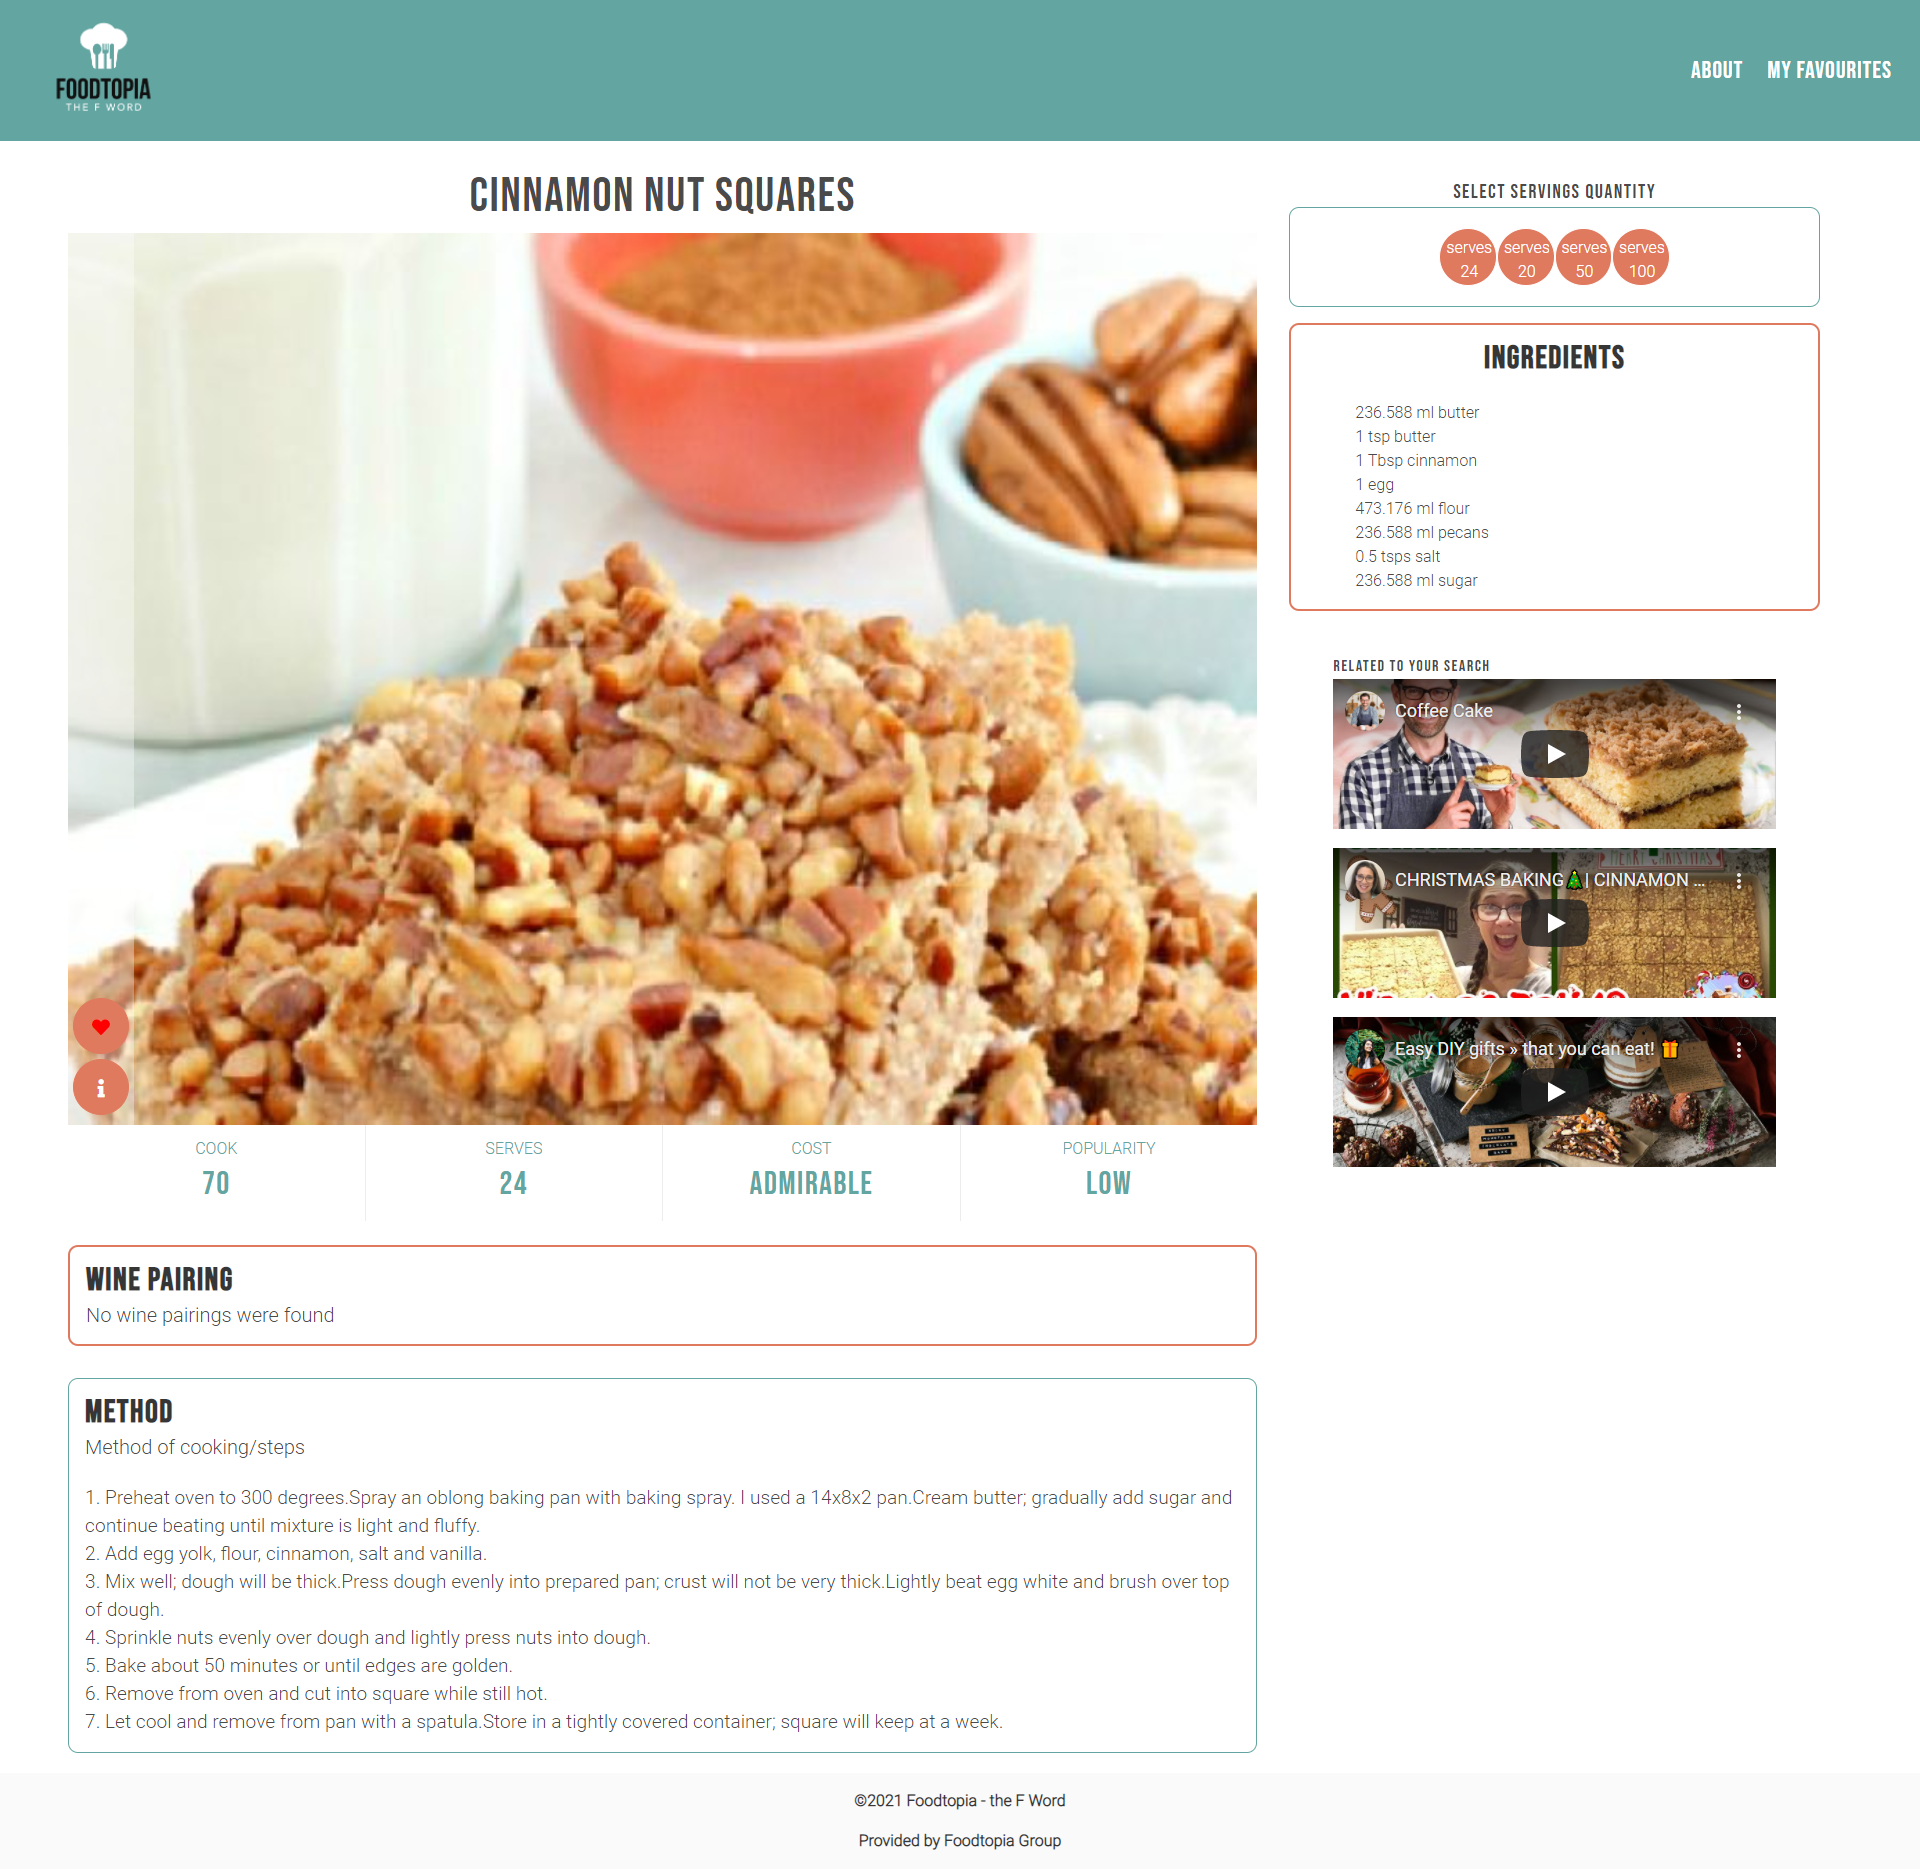 FOODTOPIA
THE F WORD
ABOUT
MY FAVOURITES
CINNAMON NUT SQUARES
COOK
70
SERVES
24
COST
ADMIRABLE
POPULARITY
LOW
WINE PAIRING
No wine pairings were found
METHOD
Method of cooking/steps
1. Preheat oven to 300 degrees.Spray an oblong baking pan with baking spray. I used a 14x8x2 pan.Cream butter; gradually add sugar and
continue beating until mixture is light and fluffy.
2. Add egg yolk, flour, cinnamon, salt and vanilla.
3. Mix well; dough will be thick.Press dough evenly into prepared pan; crust will not be very thick.Lightly beat egg white and brush over top
of dough.
4. Sprinkle nuts evenly over dough and lightly press nuts into dough.
5. Bake about 50 minutes or until edges are golden.
6. Remove from oven and cut into square while still hot.
7. Let cool and remove from pan with a spatula.Store in a tightly covered container; square will keep at a week.
SELECT SERVINGS QUANTITY
serves
24
serves
20
serves
50
serves
100
INGREDIENTS
236.588 ml butter
1 tsp butter
1 Tbsp cinnamon
1 egg
473.176 ml flour
236.588 ml pecans
0.5 tsps salt
236.588 ml sugar
RELATED TO YOUR SEARCH
Coffee Cake
MERRY CHRISTMAS
CHRISTMAS BAKING🎄| CINNAMON ...
Easy DIY gifts » that you can eat! 🎁
©2021 Foodtopia - the F Word
Provided by Foodtopia Group